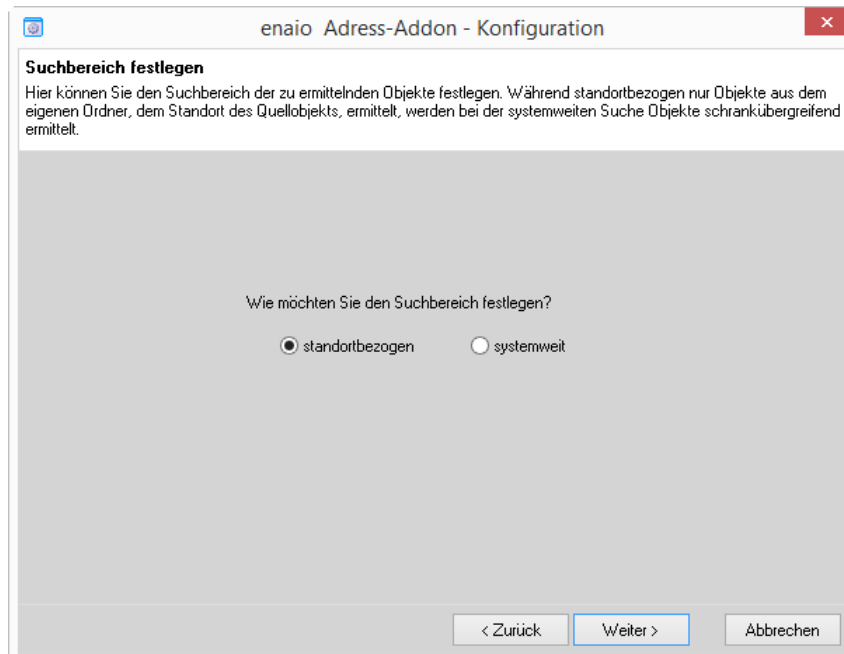 enaio Adress-Addon - Konfiguration
Suchbereich festlegen
Hier können Sie den Suchbereich der zu ermittelnden Objekte festlegen. Während standortbezogen nur Objekte aus dem
eigenen Ordner, dem Standort des Quellobjekts, ermittelt, werden bei der systemweiten Suche Objekte schrankübergreifend
ermittelt.
Wie möchten Sie den Suchbereich festlegen?
standortbezogen systemweit
< Zurück Weiter > Abbrechen